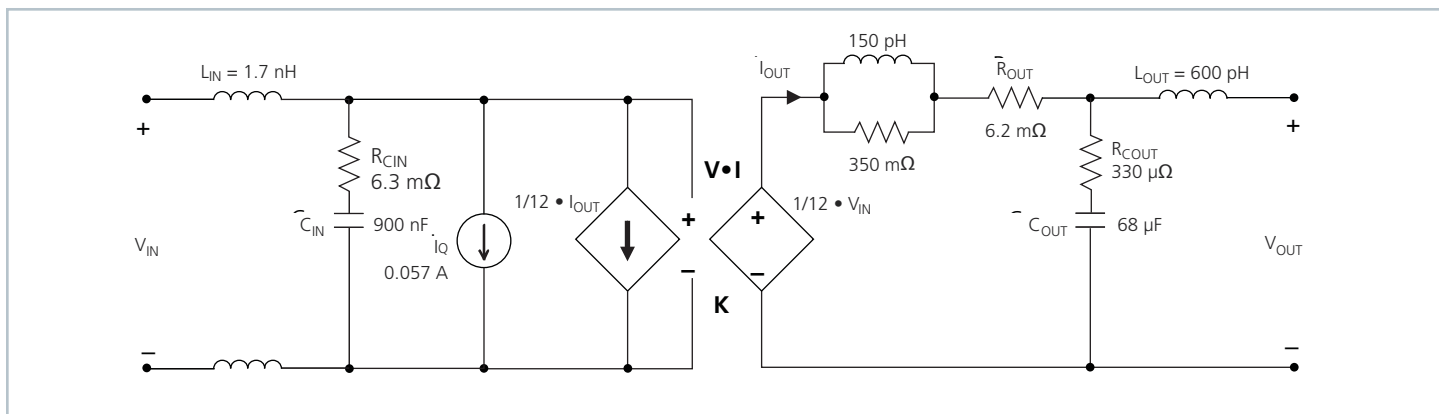 L_IN = 1.7 nH
+
R_CIN
6.3 mΩ
C_IN
900 nF
V_IN
I_Q
0.057 A
1/12 • I_OUT
−
V•I
+
−
K
+
−
1/12 • V_IN
I_OUT
150 pH
350 mΩ
R_OUT
6.2 mΩ
L_OUT = 600 pH
+
R_COUT
330 µΩ
C_OUT
68 µF
V_OUT
−